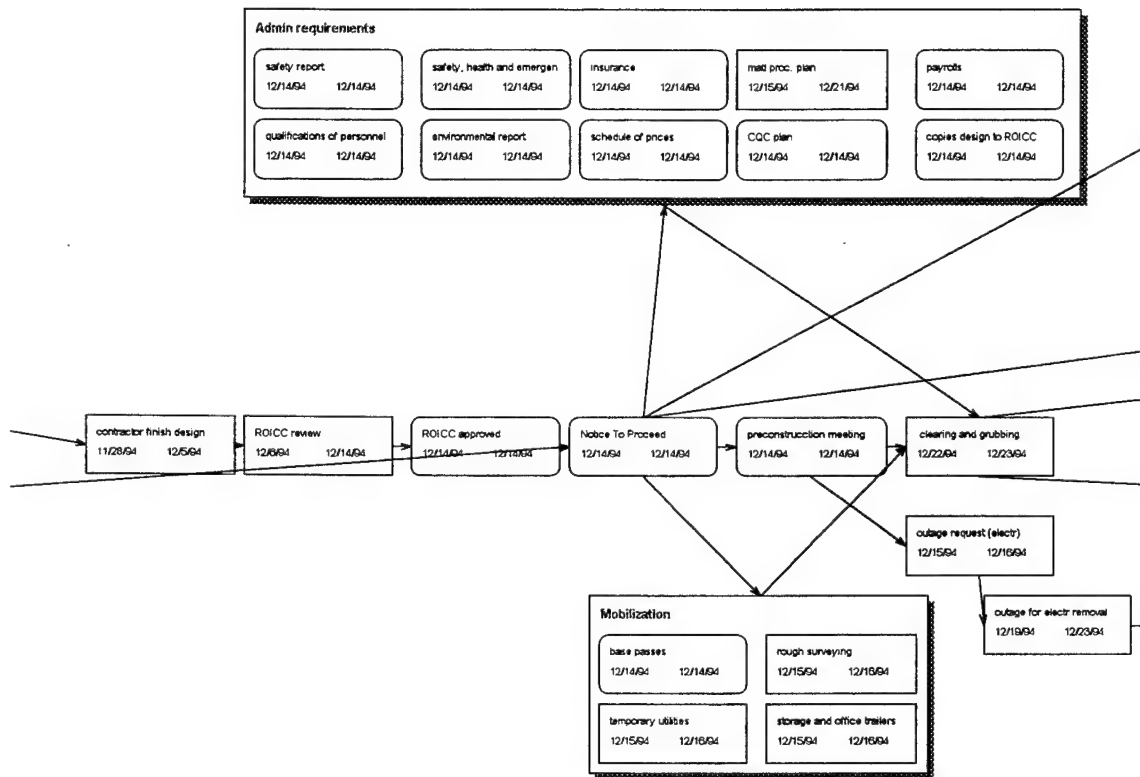 Admin requirements
safety report
12/14/94 12/14/94
safety, health and emergen
12/14/94 12/14/94
insurance
12/14/94 12/14/94
matl proc. plan
12/15/94 12/21/94
payrolls
12/14/94 12/14/94
qualifications of personnel
12/14/94 12/14/94
environmental report
12/14/94 12/14/94
schedule of prices
12/14/94 12/14/94
CQC plan
12/14/94 12/14/94
copies design to ROICC
12/14/94 12/14/94
contractor finish design
11/28/94 12/5/94
ROICC review
12/6/94 12/14/94
ROICC approved
12/14/94 12/14/94
Notice To Proceed
12/14/94 12/14/94
preconstrucction meeting
12/14/94 12/14/94
clearing and grubbing
12/22/94 12/23/94
outage request (electr)
12/15/94 12/16/94
outage for electr removal
12/19/94 12/23/94
Mobilization
base passes
12/14/94 12/14/94
rough surveying
12/15/94 12/16/94
temporary utilities
12/15/94 12/16/94
storage and office trailers
12/15/94 12/16/94